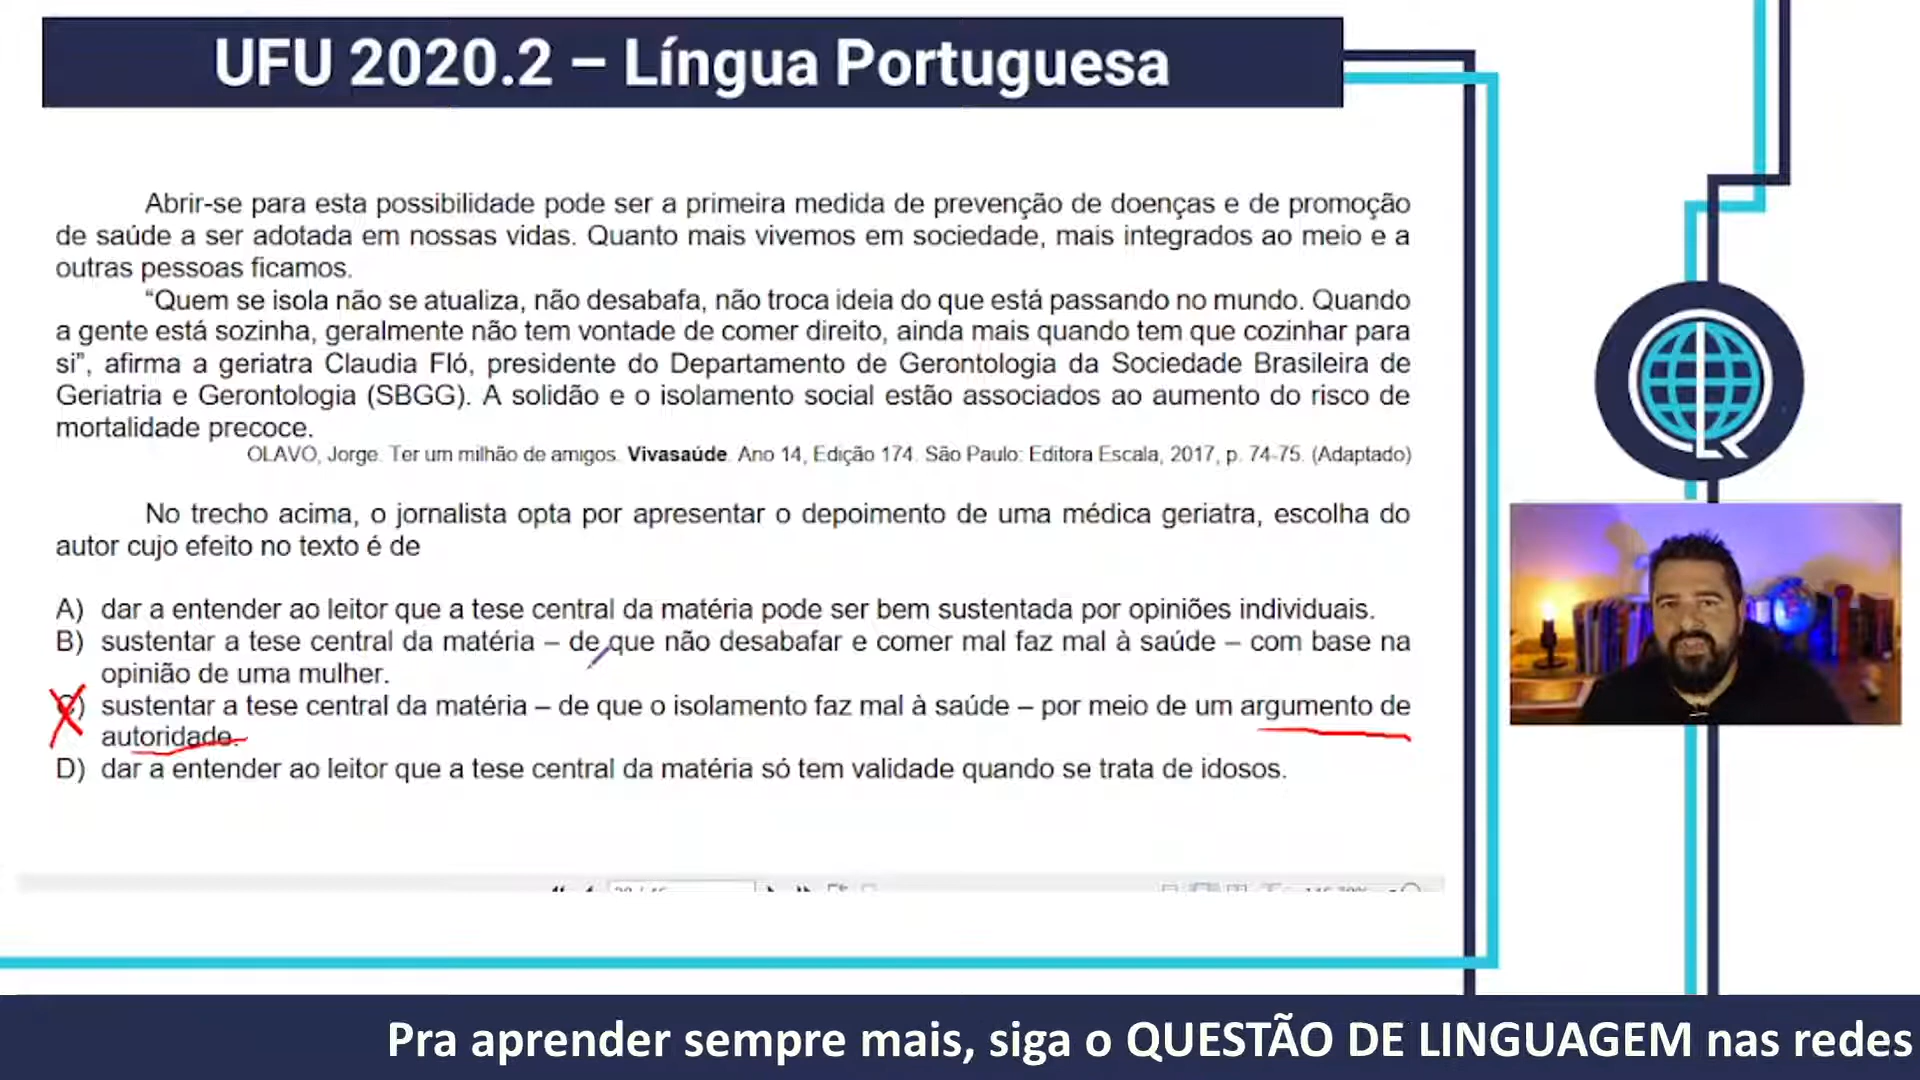 UFU 2020.2 – Língua Portuguesa
Abrir-se para esta possibilidade pode ser a primeira medida de prevenção de doenças e de promoção
de saúde a ser adotada em nossas vidas. Quanto mais vivemos em sociedade, mais integrados ao meio e a
outras pessoas ficamos.
“Quem se isola não se atualiza, não desabafa, não troca ideia do que está passando no mundo. Quando
a gente está sozinha, geralmente não tem vontade de comer direito, ainda mais quando tem que cozinhar para
si”, afirma a geriatra Claudia Fló, presidente do Departamento de Gerontologia da Sociedade Brasileira de
Geriatria e Gerontologia (SBGG). A solidão e o isolamento social estão associados ao aumento do risco de
mortalidade precoce.
OLAVO, Jorge. Ter um milhão de amigos. Vivasaúde. Ano 14, Edição 174. São Paulo: Editora Escala, 2017, p. 74-75. (Adaptado)
No trecho acima, o jornalista opta por apresentar o depoimento de uma médica geriatra, escolha do
autor cujo efeito no texto é de
A) dar a entender ao leitor que a tese central da matéria pode ser bem sustentada por opiniões individuais.
B) sustentar a tese central da matéria – de que não desabafar e comer mal faz mal à saúde – com base na
opinião de uma mulher.
C) sustentar a tese central da matéria – de que o isolamento faz mal à saúde – por meio de um argumento de
autoridade.
D) dar a entender ao leitor que a tese central da matéria só tem validade quando se trata de idosos.
Pra aprender sempre mais, siga o QUESTÃO DE LINGUAGEM nas redes